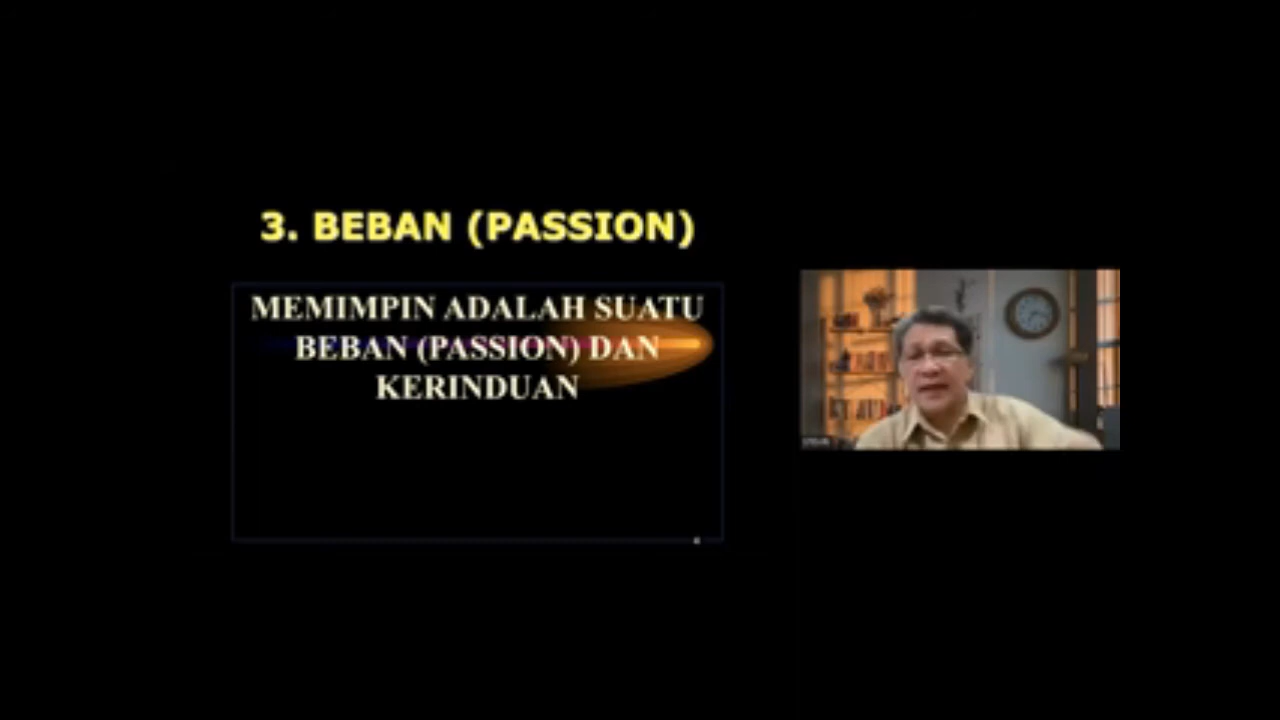 3. BEBAN (PASSION)
MEMIMPIN ADALAH SUATU
BEBAN (PASSION) DAN
KERINDUAN